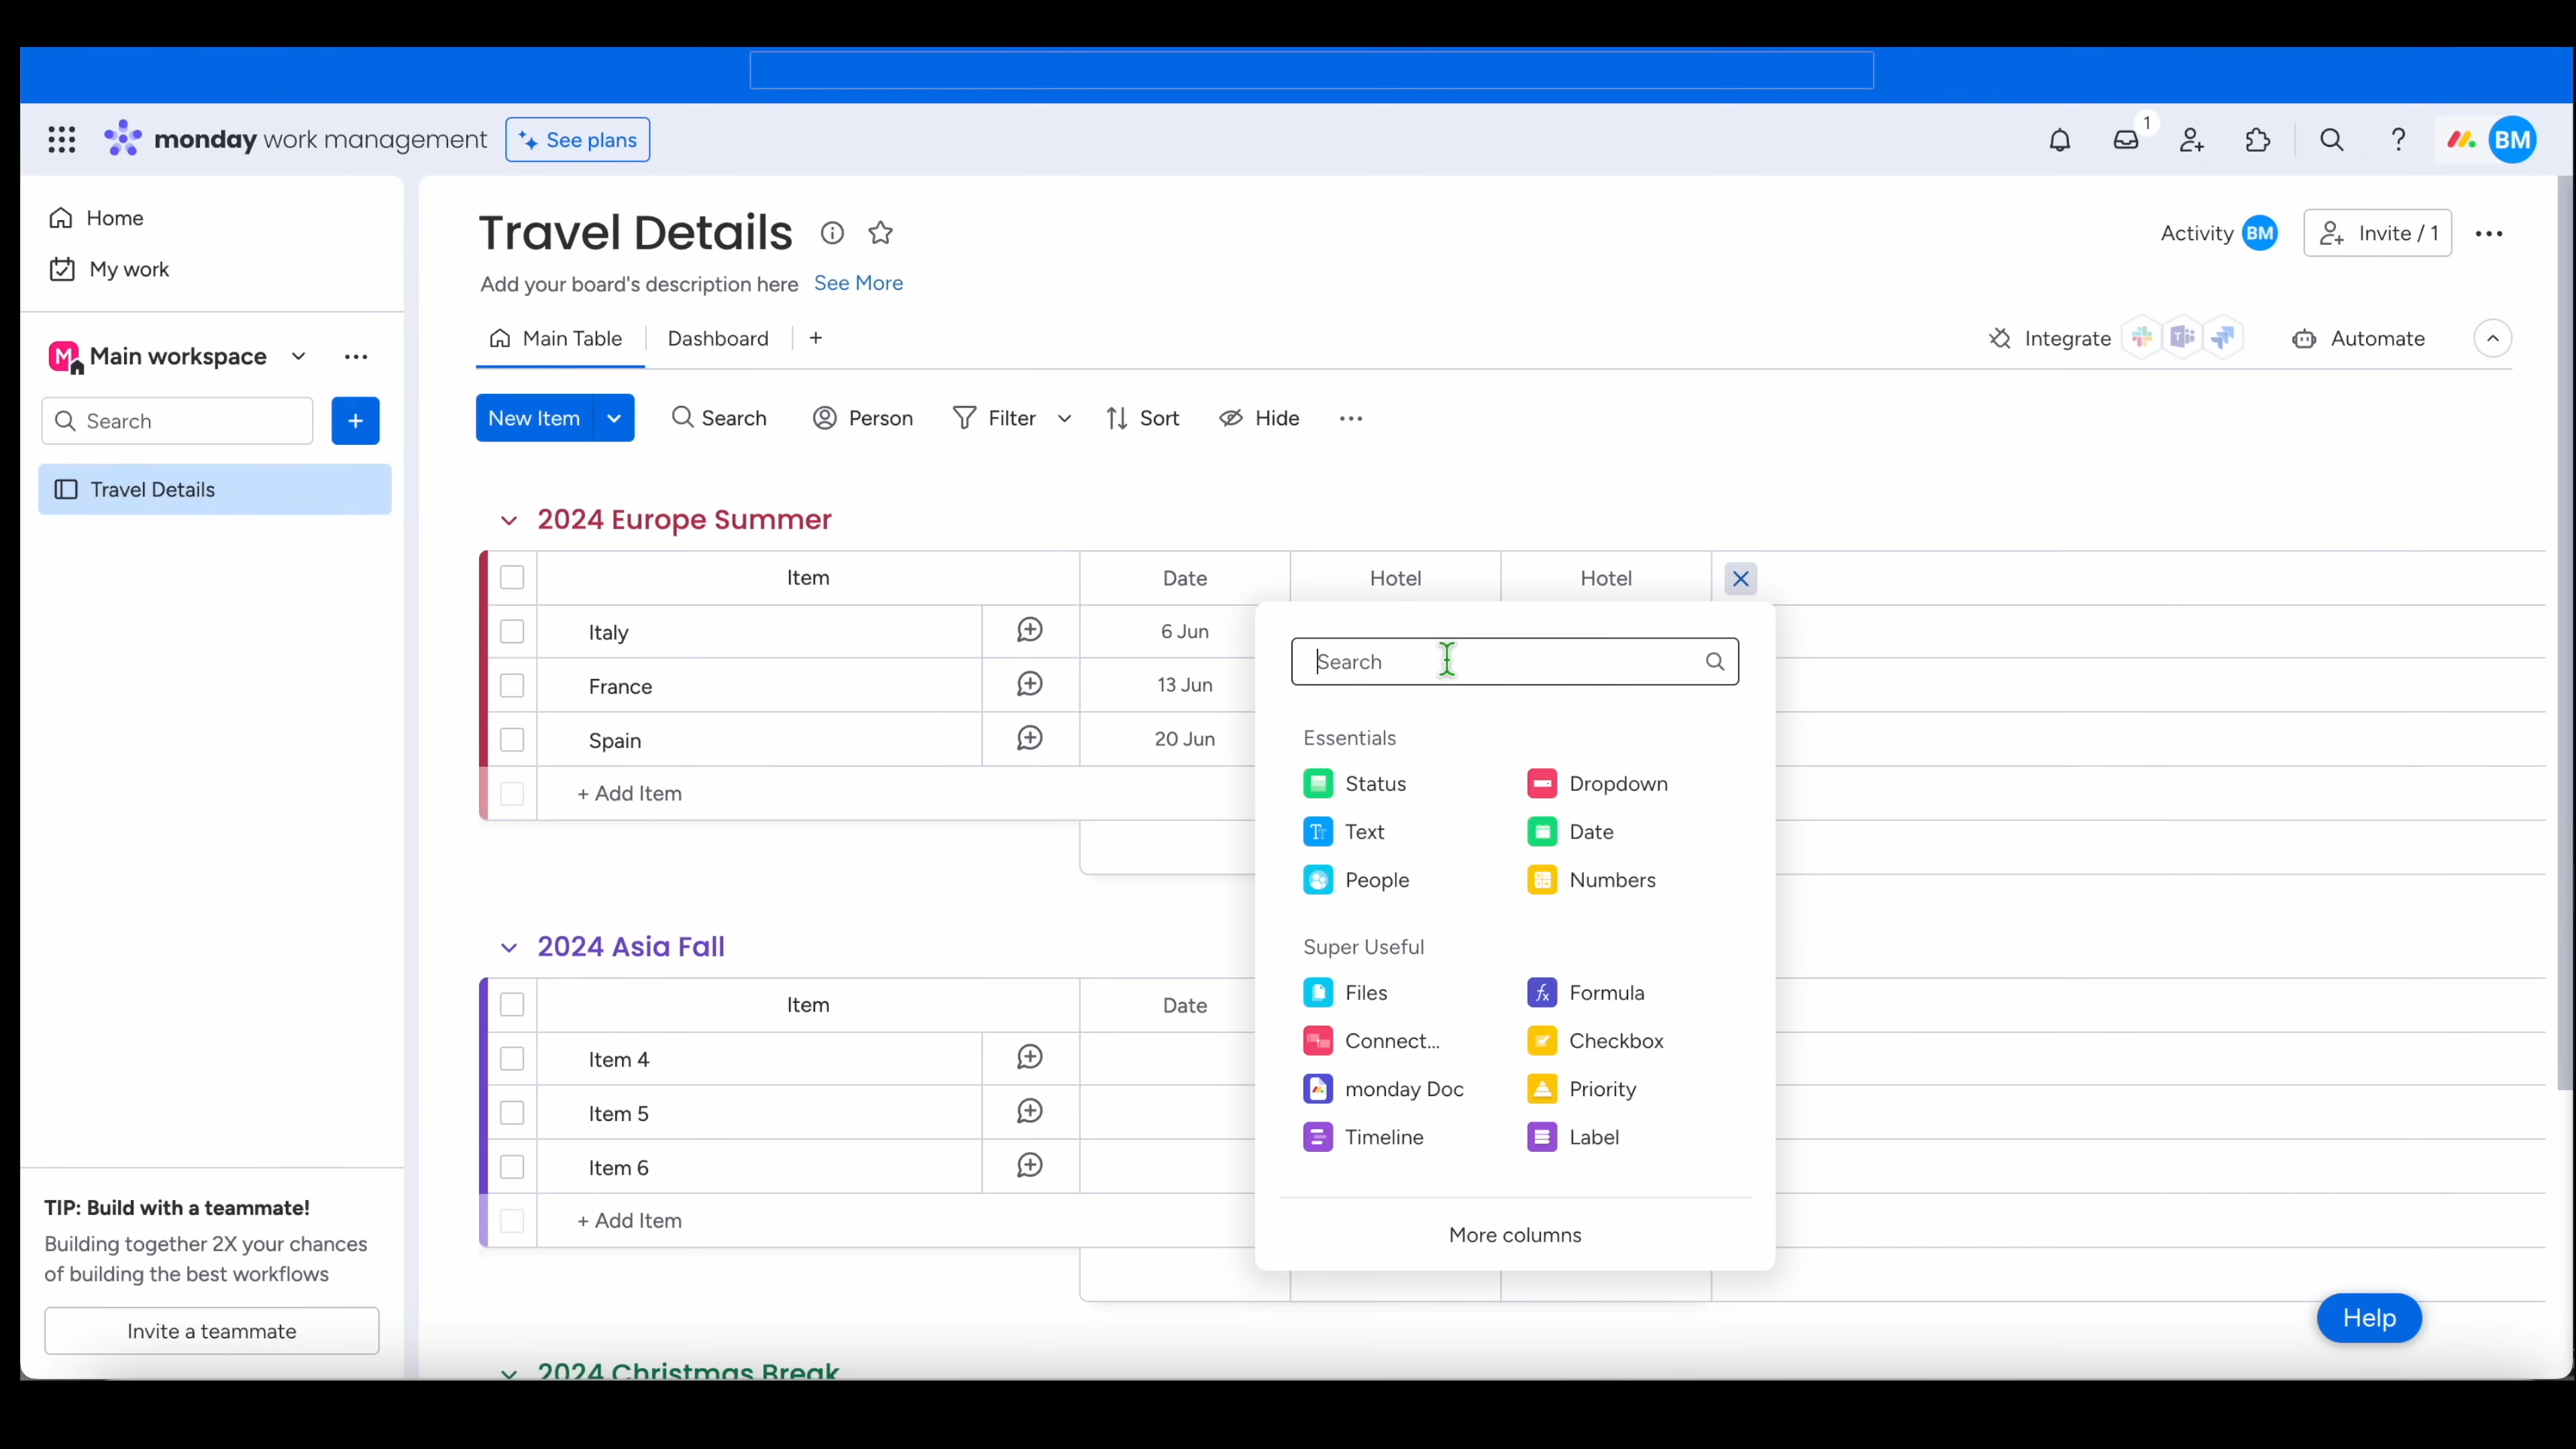 monday work management
See plans
1
BM
Home
My work
Main workspace
Search
Travel Details
TIP: Build with a teammate!
Building together 2X your chances
of building the best workflows
Invite a teammate
Travel Details
Activity BM
Invite / 1
Add your board's description here See More
Main Table
Dashboard
Integrate
Automate
New Item
Search
Person
Filter
Sort
Hide
2024 Europe Summer
Item Date Hotel Hotel
Italy 6 Jun
France 13 Jun
Spain 20 Jun
+ Add Item
2024 Asia Fall
Item Date
Item 4
Item 5
Item 6
+ Add Item
2024 Christmas Break
Search
Essentials
Status Dropdown
Text Date
People Numbers
Super Useful
Files Formula
Connect... Checkbox
monday Doc Priority
Timeline Label
More columns
Help